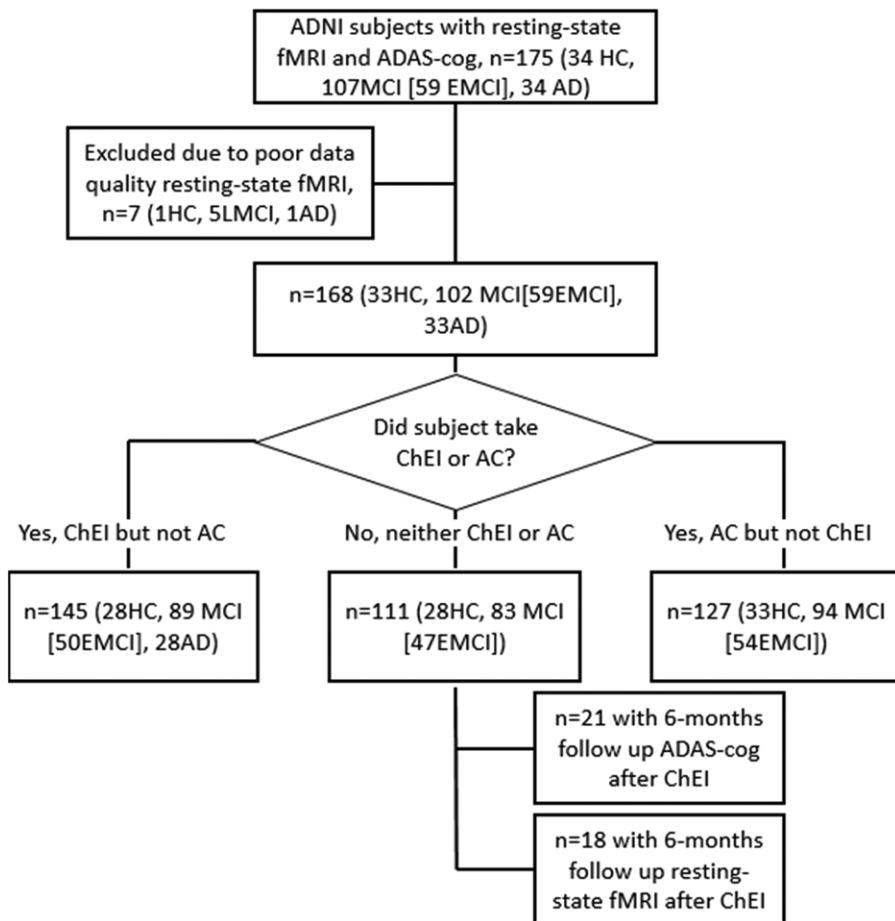 ADNI subjects with resting-state
fMRI and ADAS-cog, n=175 (34 HC,
107MCI [59 EMCI], 34 AD)
Excluded due to poor data
quality resting-state fMRI,
n=7 (1HC, 5LMCI, 1AD)
n=168 (33HC, 102 MCI[59EMCI],
33AD)
Did subject take
ChEI or AC?
Yes, ChEI but not AC
No, neither ChEI or AC
Yes, AC but not ChEI
n=145 (28HC, 89 MCI
[50EMCI], 28AD)
n=111 (28HC, 83 MCI
[47EMCI])
n=127 (33HC, 94 MCI
[54EMCI])
n=21 with 6-months
follow up ADAS-cog
after ChEI
n=18 with 6-months
follow up resting-
state fMRI after ChEI